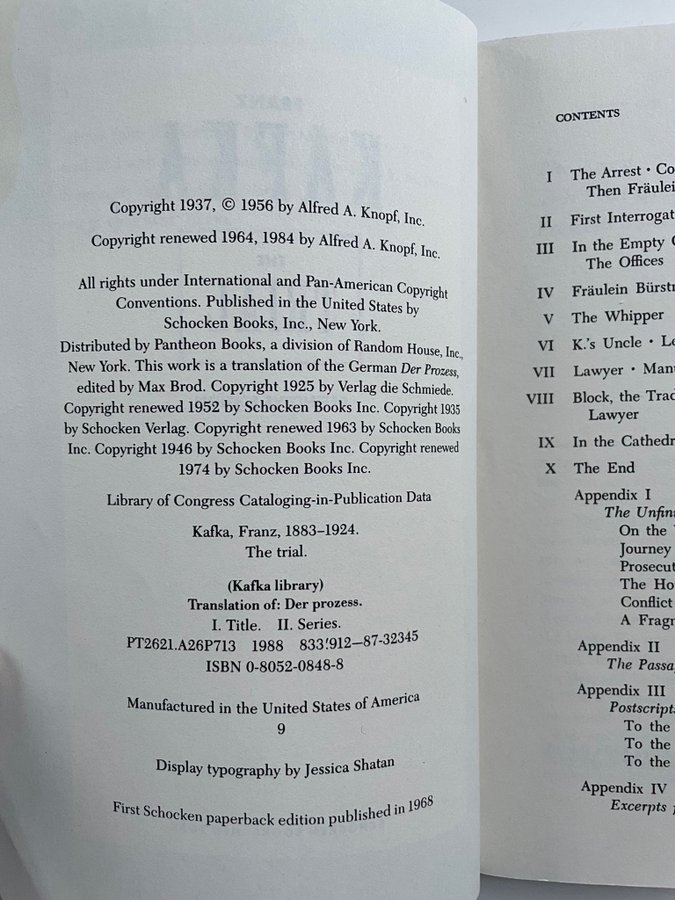 Copyright 1937, © 1956 by Alfred A. Knopf, Inc.
Copyright renewed 1964, 1984 by Alfred A. Knopf, Inc.
All rights under International and Pan-American Copyright
Conventions. Published in the United States by
Schocken Books, Inc., New York.
Distributed by Pantheon Books, a division of Random House, Inc.,
New York. This work is a translation of the German Der Prozess,
edited by Max Brod. Copyright 1925 by Verlag die Schmiede.
Copyright renewed 1952 by Schocken Books Inc. Copyright 1935
by Schocken Verlag. Copyright renewed 1963 by Schocken Books
Inc. Copyright 1946 by Schocken Books Inc. Copyright renewed
1974 by Schocken Books Inc.
Library of Congress Cataloging-in-Publication Data
Kafka, Franz, 1883–1924.
The trial.
(Kafka library)
Translation of: Der prozess.
I. Title. II. Series.
PT2621.A26P713 1988 833'.912—87-32345
ISBN 0-8052-0848-8
Manufactured in the United States of America
9
Display typography by Jessica Shatan
First Schocken paperback edition published in 1968
CONTENTS
I The Arrest · Co
Then Fräulein
II First Interrogat
III In the Empty
The Offices
IV Fräulein Bürstn
V The Whipper
VI K.'s Uncle · Le
VII Lawyer · Manu
VIII Block, the Trad
Lawyer
IX In the Cathedr
X The End
Appendix I
The Unfin
On the
Journey
Prosecut
The Ho
Conflict
A Fragm
Appendix II
The Passa
Appendix III
Postscript
To the
To the
To the
Appendix IV
Excerpts